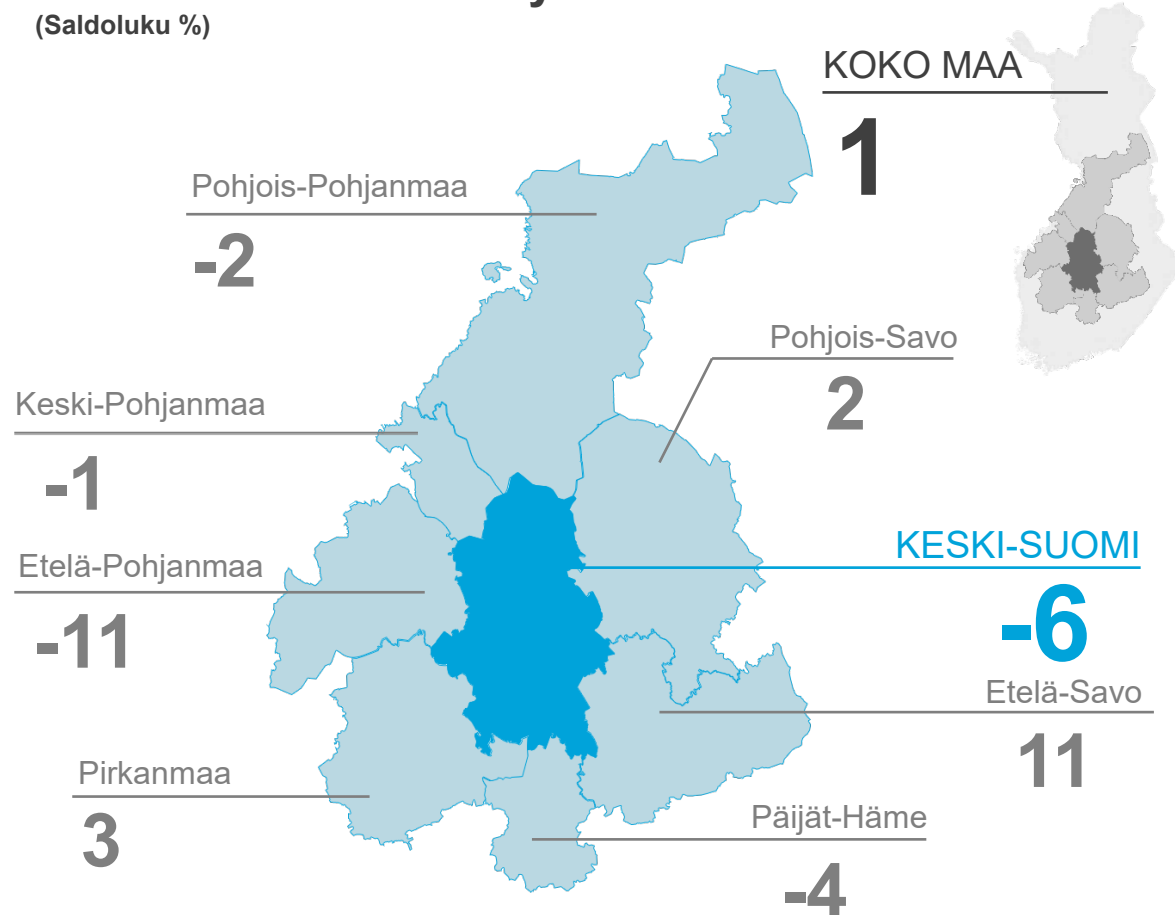 (Saldoluku %)
KOKO MAA
1
Pohjois-Pohjanmaa
-2
Pohjois-Savo
2
Keski-Pohjanmaa
-1
KESKI-SUOMI
-6
Etelä-Pohjanmaa
-11
Etelä-Savo
11
Pirkanmaa
3
Päijät-Häme
-4